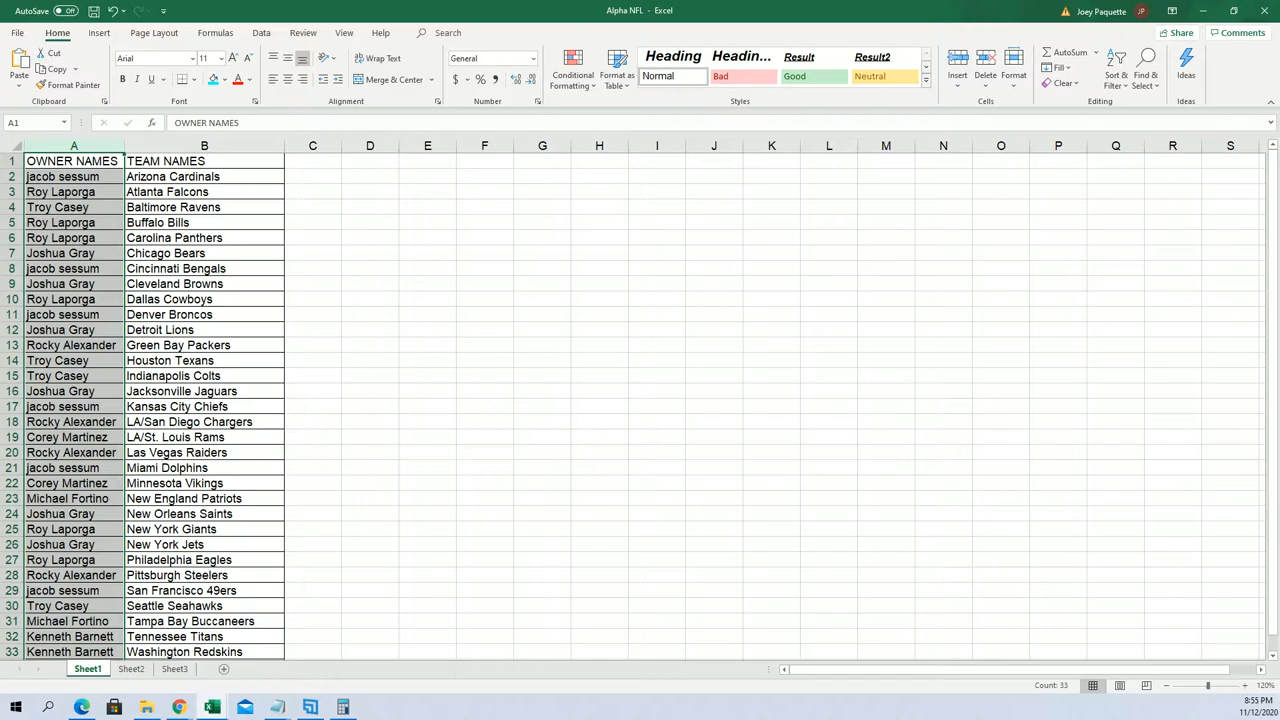 AutoSave Off Alpha NFL - Excel Joey Paquette JP
File Home Insert Page Layout Formulas Data Review View Help Search Share Comments
Paste Cut Copy Format Painter Clipboard
Arial 11 B I U A Font
Wrap Text Merge & Center Alignment
General $ % , Number
Conditional Formatting Format as Table
Heading Headin... Result Result2
Normal Bad Good Neutral
Styles
Insert Delete Format Cells
AutoSum Fill Clear Sort & Filter Find & Select Editing
Ideas Ideas
A1 fx OWNER NAMES
A B C D E F G H I J K L M N O P Q R S
1 OWNER NAMES TEAM NAMES
2 jacob sessum Arizona Cardinals
3 Roy Laporga Atlanta Falcons
4 Troy Casey Baltimore Ravens
5 Roy Laporga Buffalo Bills
6 Roy Laporga Carolina Panthers
7 Joshua Gray Chicago Bears
8 jacob sessum Cincinnati Bengals
9 Joshua Gray Cleveland Browns
10 Roy Laporga Dallas Cowboys
11 jacob sessum Denver Broncos
12 Joshua Gray Detroit Lions
13 Rocky Alexander Green Bay Packers
14 Troy Casey Houston Texans
15 Troy Casey Indianapolis Colts
16 Joshua Gray Jacksonville Jaguars
17 jacob sessum Kansas City Chiefs
18 Rocky Alexander LA/San Diego Chargers
19 Corey Martinez LA/St. Louis Rams
20 Rocky Alexander Las Vegas Raiders
21 jacob sessum Miami Dolphins
22 Corey Martinez Minnesota Vikings
23 Michael Fortino New England Patriots
24 Joshua Gray New Orleans Saints
25 Roy Laporga New York Giants
26 Joshua Gray New York Jets
27 Roy Laporga Philadelphia Eagles
28 Rocky Alexander Pittsburgh Steelers
29 jacob sessum San Francisco 49ers
30 Troy Casey Seattle Seahawks
31 Michael Fortino Tampa Bay Buccaneers
32 Kenneth Barnett Tennessee Titans
33 Kenneth Barnett Washington Redskins
Sheet1 Sheet2 Sheet3
Count: 33 120%
8:55 PM
11/12/2020